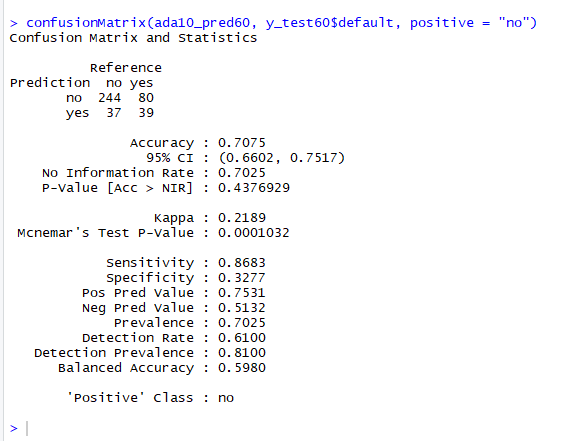 > confusionMatrix(ada10_pred60, y_test60$default, positive = "no")
Confusion Matrix and Statistics
Reference
Prediction no yes
no 244 80
yes 37 39
Accuracy : 0.7075
95% CI : (0.6602, 0.7517)
No Information Rate : 0.7025
P-Value [Acc > NIR] : 0.4376929
Kappa : 0.2189
Mcnemar's Test P-Value : 0.0001032
Sensitivity : 0.8683
Specificity : 0.3277
Pos Pred Value : 0.7531
Neg Pred Value : 0.5132
Prevalence : 0.7025
Detection Rate : 0.6100
Detection Prevalence : 0.8100
Balanced Accuracy : 0.5980
'Positive' Class : no
>